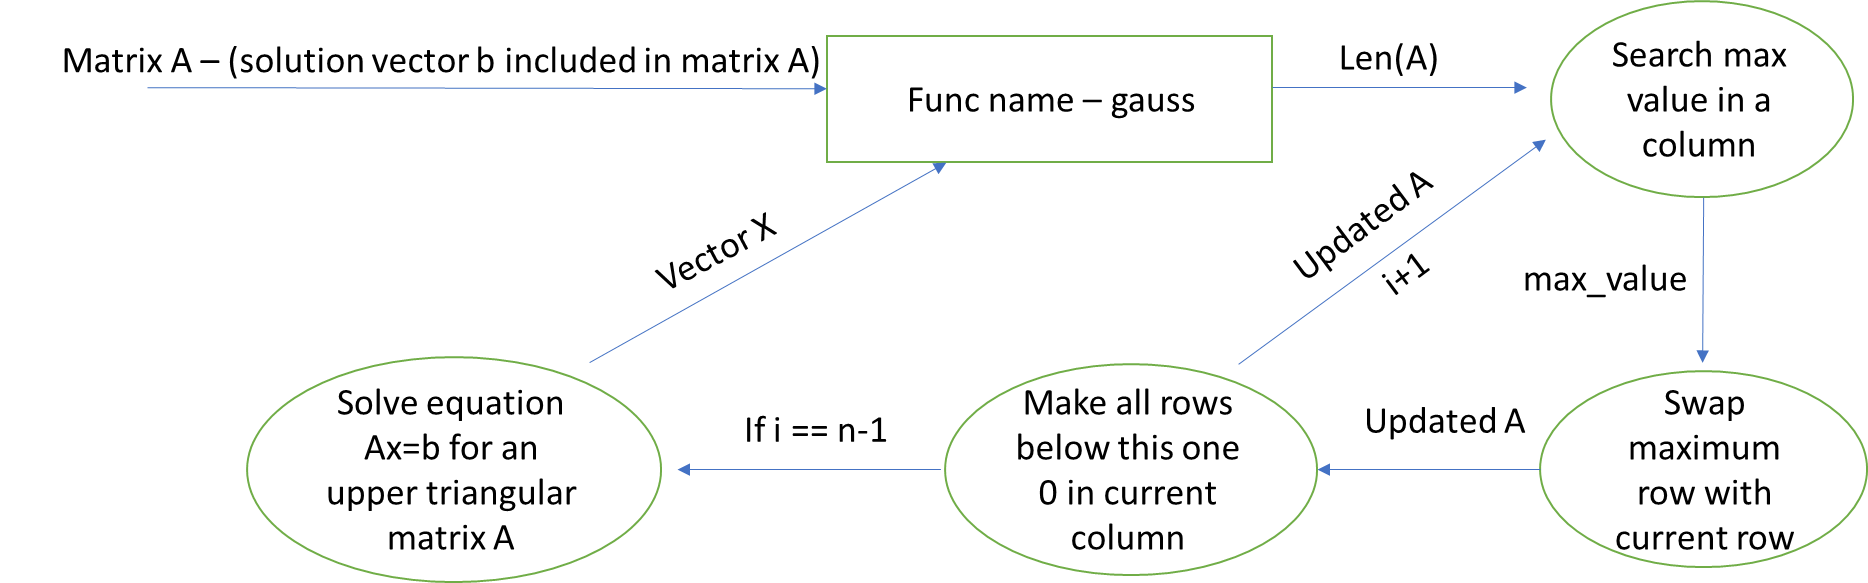 Matrix A – (solution vector b included in matrix A)
Func name – gauss
Len(A)
Search max
value in a
column
Vector X
Updated A
i+1
max_value
Solve equation
Ax=b for an
upper triangular
matrix A
If i == n-1
Make all rows
below this one
0 in current
column
Updated A
Swap
maximum
row with
current row